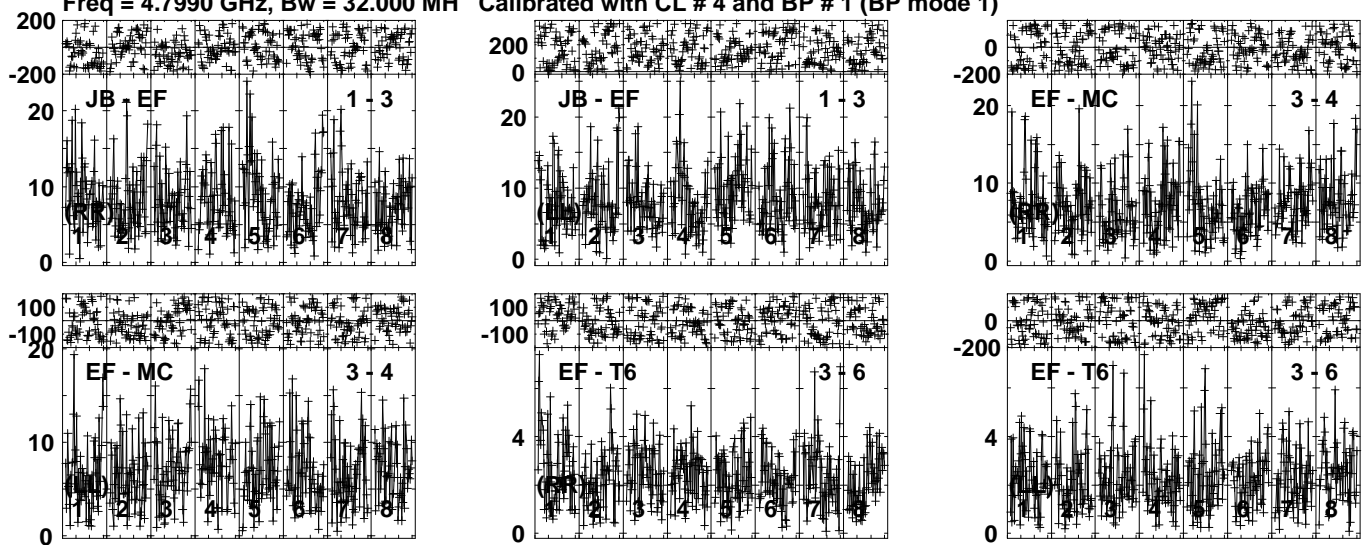 Freq = 4.7990 GHz, Bw = 32.000 MH Calibrated with CL # 4 and BP # 1 (BP mode 1)
200
-200
JB - EF 1 - 3
20
10
0
(RR)
1 2 3 4 5 6 7 8
200
0
JB - EF 1 - 3
20
10
0
(LL)
1 2 3 4 5 6 7 8
0
-200
EF - MC 3 - 4
20
10
0
(RR)
1 2 3 4 5 6 7 8
100
-100
20
EF - MC 3 - 4
10
0
(LL)
1 2 3 4 5 6 7 8
100
-100
EF - T6 3 - 6
4
0
(RR)
1 2 3 4 5 6 7 8
0
-200
EF - T6 3 - 6
4
0
(LL)
1 2 3 4 5 6 7 8